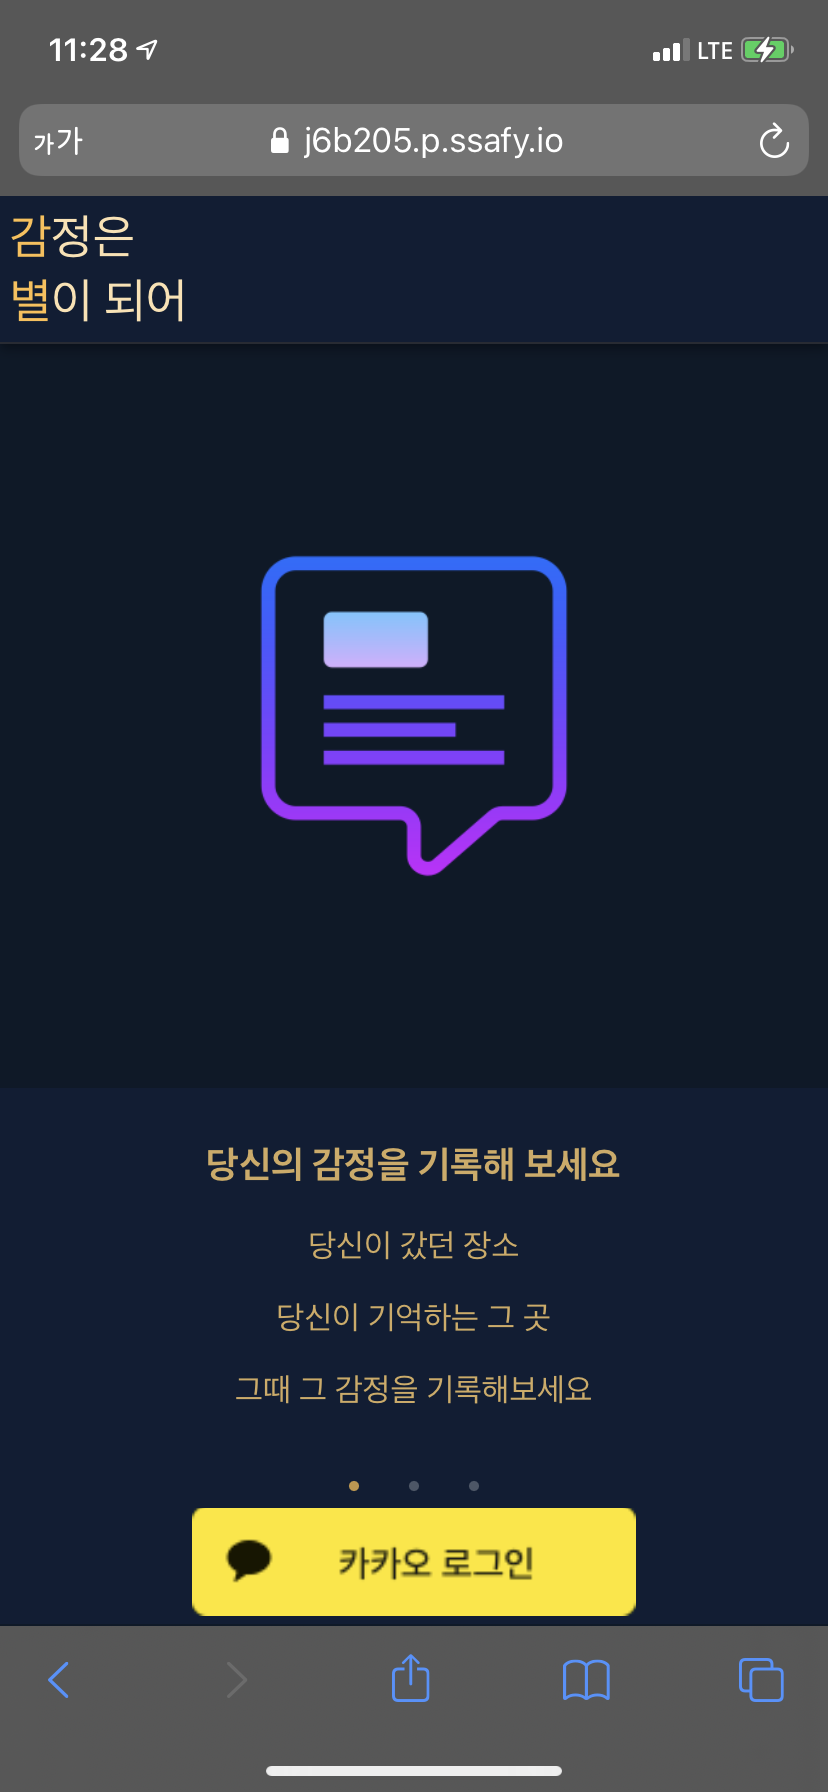 11:28
LTE
가가
j6b205.p.ssafy.io
감정은
별이 되어
당신의 감정을 기록해 보세요
당신이 갔던 장소
당신이 기억하는 그 곳
그때 그 감정을 기록해보세요
카카오 로그인